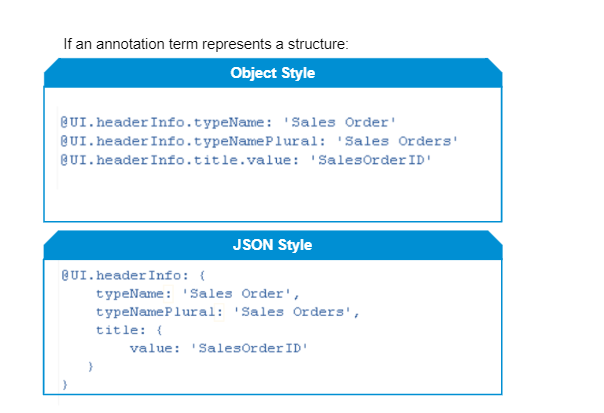 If an annotation term represents a structure:
Object Style
@UI.headerInfo.typeName: 'Sales Order'
@UI.headerInfo.typeNamePlural: 'Sales Orders'
@UI.headerInfo.title.value: 'SalesOrderID'
JSON Style
@UI.headerInfo: {
typeName: 'Sales Order',
typeNamePlural: 'Sales Orders',
title: {
value: 'SalesOrderID'
}
}